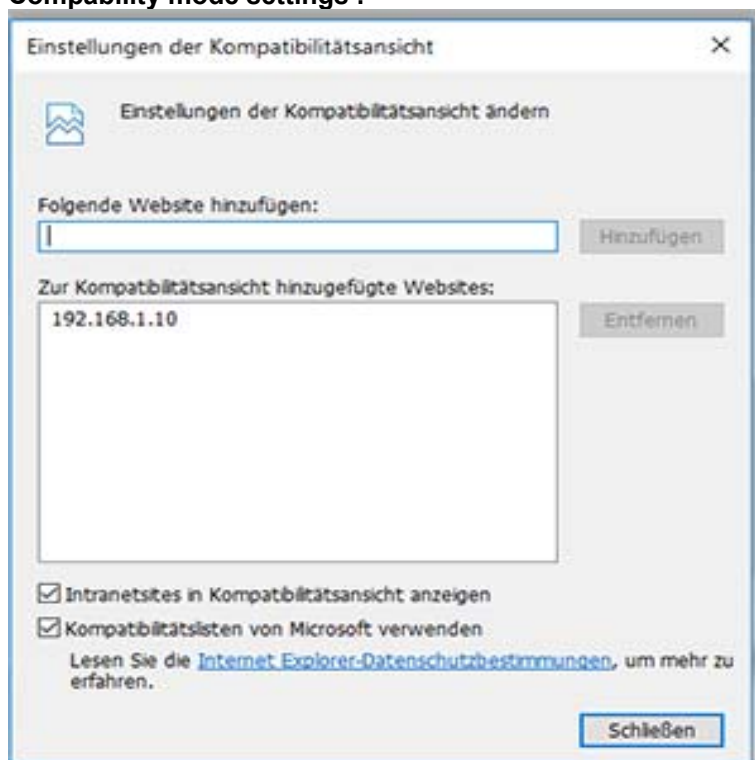 Compability mode settings :
Einstellungen der Kompatibilitätsansicht
Einstellungen der Kompatibilitätsansicht ändern
Folgende Website hinzufügen:
Hinzufügen
Zur Kompatibilitätsansicht hinzugefügte Websites:
192.168.1.10
Entfernen
Intranetsites in Kompatibilitätsansicht anzeigen
Kompatibilitätslisten von Microsoft verwenden
Lesen Sie die Internet Explorer-Datenschutzbestimmungen, um mehr zu
erfahren.
Schließen